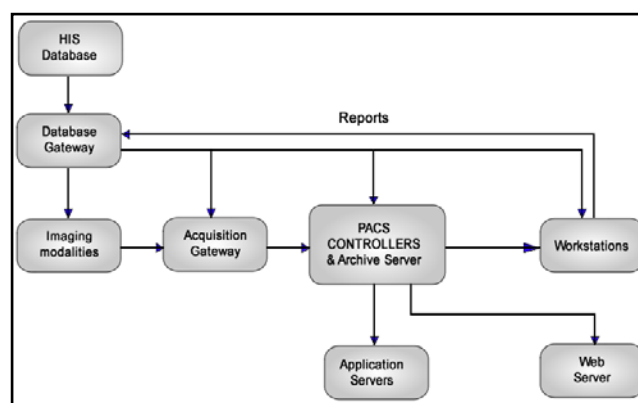 HIS
Database
Reports
Database
Gateway
Imaging
modalities
Acquisition
Gateway
PACS
CONTROLLERS
& Archive Server
Workstations
Application
Servers
Web
Server